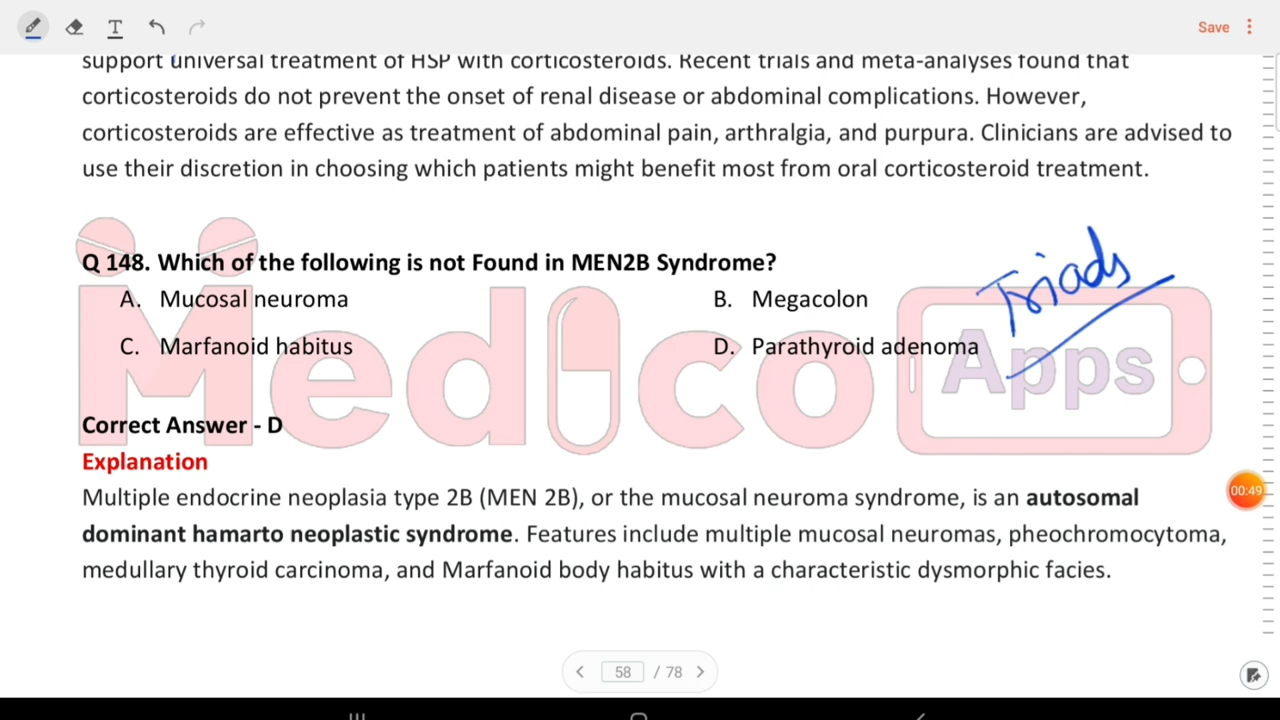 Save
support universal treatment of HSP with corticosteroids. Recent trials and meta-analyses found that
corticosteroids do not prevent the onset of renal disease or abdominal complications. However,
corticosteroids are effective as treatment of abdominal pain, arthralgia, and purpura. Clinicians are advised to
use their discretion in choosing which patients might benefit most from oral corticosteroid treatment.
Triads
Q 148. Which of the following is not Found in MEN2B Syndrome?
A. Mucosal neuroma B. Megacolon
C. Marfanoid habitus D. Parathyroid adenoma
Medico Apps
Correct Answer - D
Explanation
Multiple endocrine neoplasia type 2B (MEN 2B), or the mucosal neuroma syndrome, is an autosomal
dominant hamarto neoplastic syndrome. Features include multiple mucosal neuromas, pheochromocytoma,
medullary thyroid carcinoma, and Marfanoid body habitus with a characteristic dysmorphic facies.
00:49
58 / 78